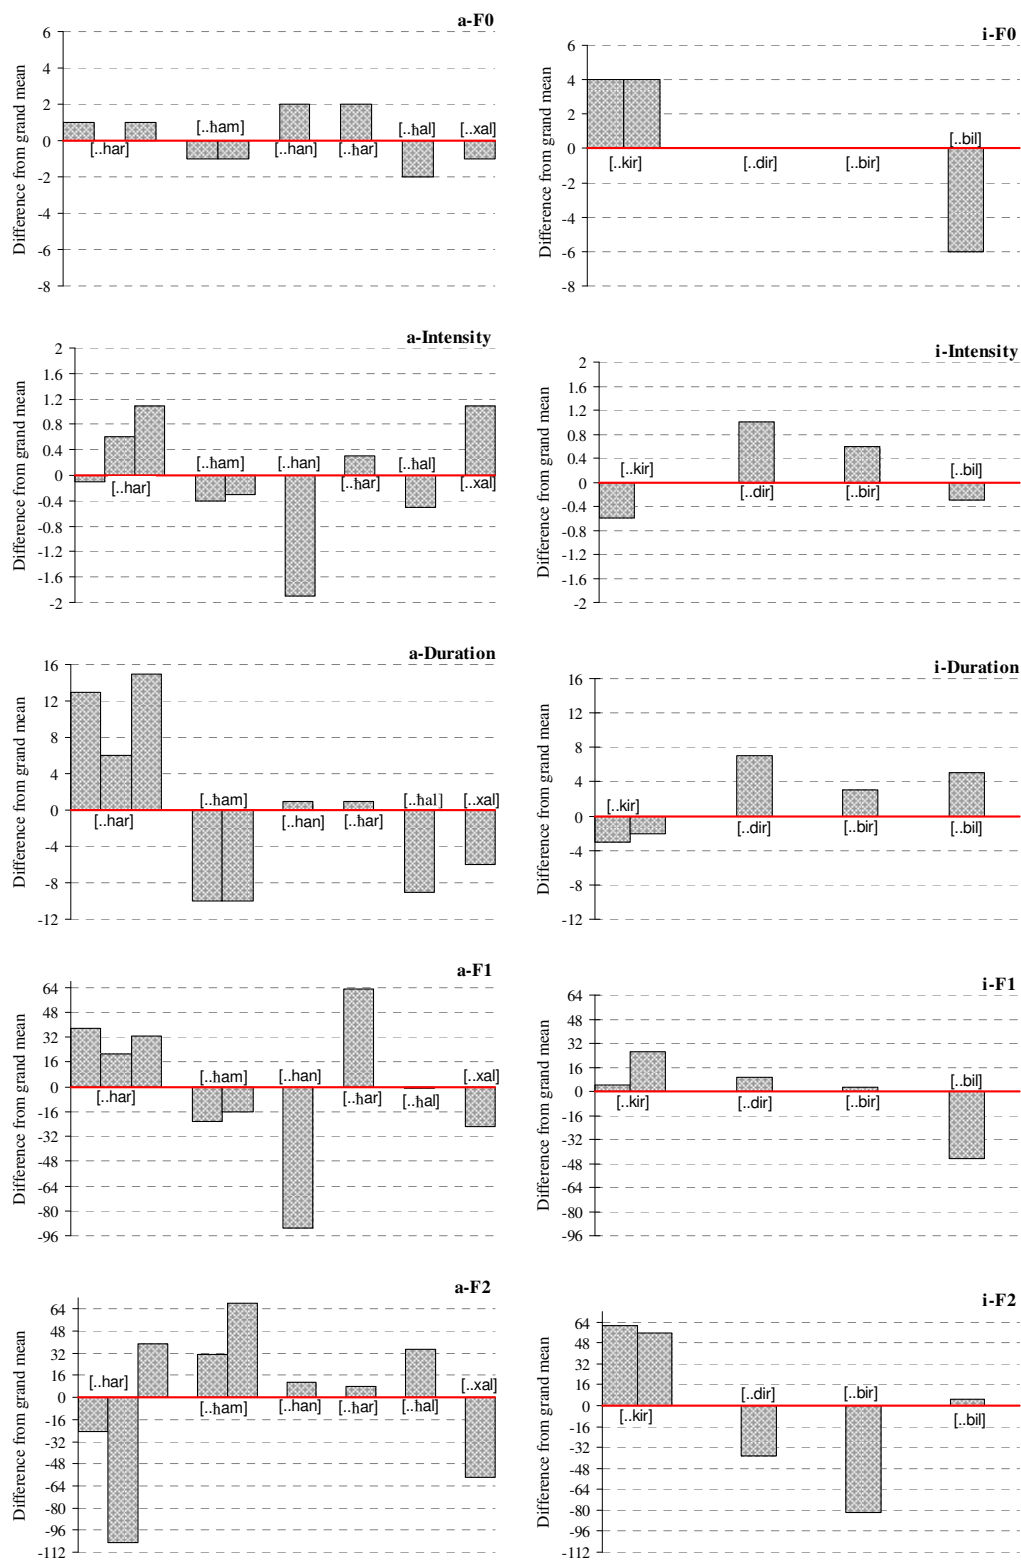 a-F0
Difference from grand mean
6
4
2
0
-2
-4
-6
-8
[..har]
[..ħam]
[..han]
[..ħar]
[..ħal]
[..xal]
i-F0
Difference from grand mean
6
4
2
0
-2
-4
-6
-8
[..kir]
[..dir]
[..bir]
[..bil]
a-Intensity
Difference from grand mean
2
1.6
1.2
0.8
0.4
0
-0.4
-0.8
-1.2
-1.6
-2
[..har]
[..ħam]
[..han]
[..ħar]
[..ħal]
[..xal]
i-Intensity
Difference from grand mean
2
1.6
1.2
0.8
0.4
0
-0.4
-0.8
-1.2
-1.6
-2
[..kir]
[..dir]
[..bir]
[..bil]
a-Duration
Difference from grand mean
16
12
8
4
0
-4
-8
-12
[..har]
[..ħam]
[..han]
[..ħar]
[..ħal]
[..xal]
i-Duration
Difference from grand mean
16
12
8
4
0
-4
-8
-12
[..kir]
[..dir]
[..bir]
[..bil]
a-F1
Difference from grand mean
64
48
32
16
0
-16
-32
-48
-64
-80
-96
[..har]
[..ħam]
[..han]
[..ħar]
[..ħal]
[..xal]
i-F1
Difference from grand mean
64
48
32
16
0
-16
-32
-48
-64
-80
-96
[..kir]
[..dir]
[..bir]
[..bil]
a-F2
Difference from grand mean
64
48
32
16
0
-16
-32
-48
-64
-80
-96
-112
[..har]
[..ħam]
[..han]
[..ħar]
[..ħal]
[..xal]
i-F2
Difference from grand mean
64
48
32
16
0
-16
-32
-48
-64
-80
-96
-112
[..kir]
[..dir]
[..bir]
[..bil]